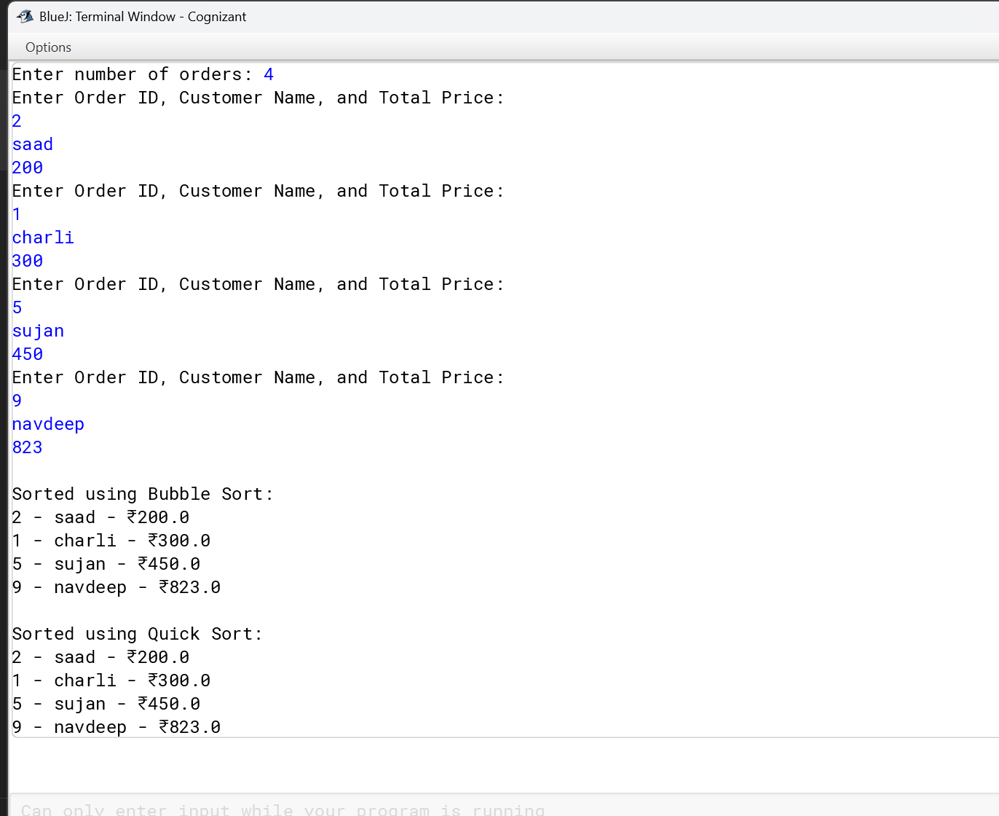 BlueJ: Terminal Window - Cognizant
Options
Enter number of orders: 4
Enter Order ID, Customer Name, and Total Price:
2
saad
200
Enter Order ID, Customer Name, and Total Price:
1
charli
300
Enter Order ID, Customer Name, and Total Price:
5
sujan
450
Enter Order ID, Customer Name, and Total Price:
9
navdeep
823
Sorted using Bubble Sort:
2 - saad - ₹200.0
1 - charli - ₹300.0
5 - sujan - ₹450.0
9 - navdeep - ₹823.0
Sorted using Quick Sort:
2 - saad - ₹200.0
1 - charli - ₹300.0
5 - sujan - ₹450.0
9 - navdeep - ₹823.0
Can only enter input while your program is running